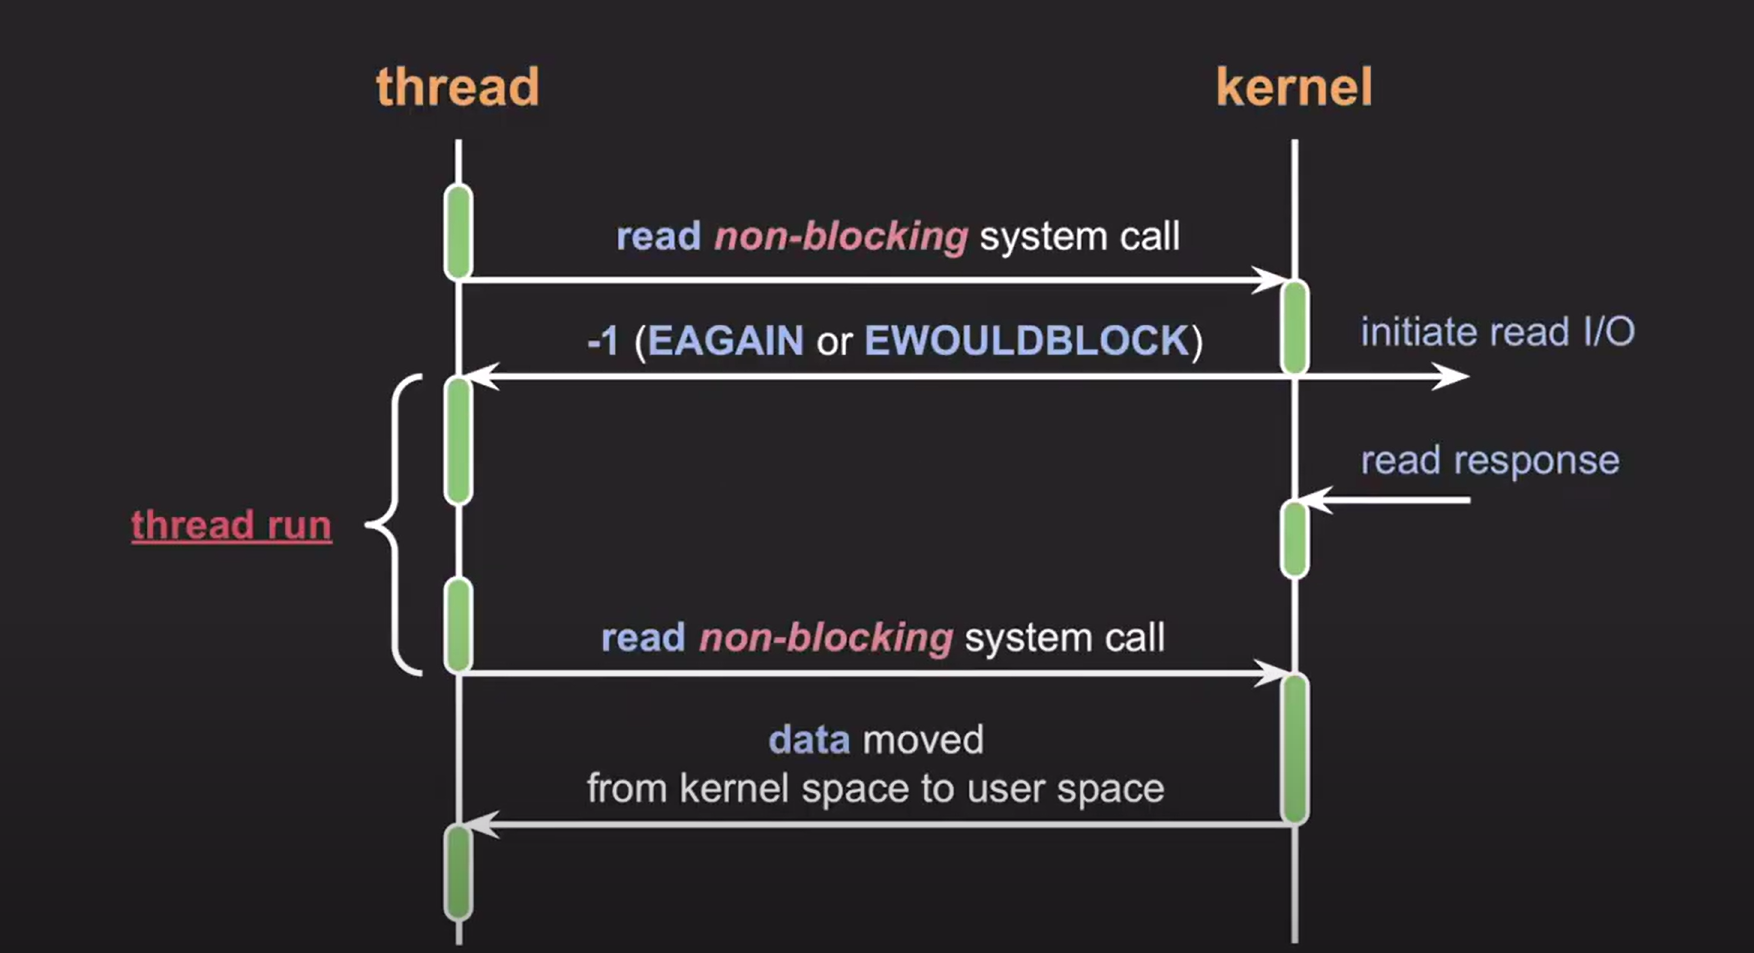 thread
kernel
read non-blocking system call
-1 (EAGAIN or EWOULDBLOCK)
initiate read I/O
read response
thread run
read non-blocking system call
data moved
from kernel space to user space